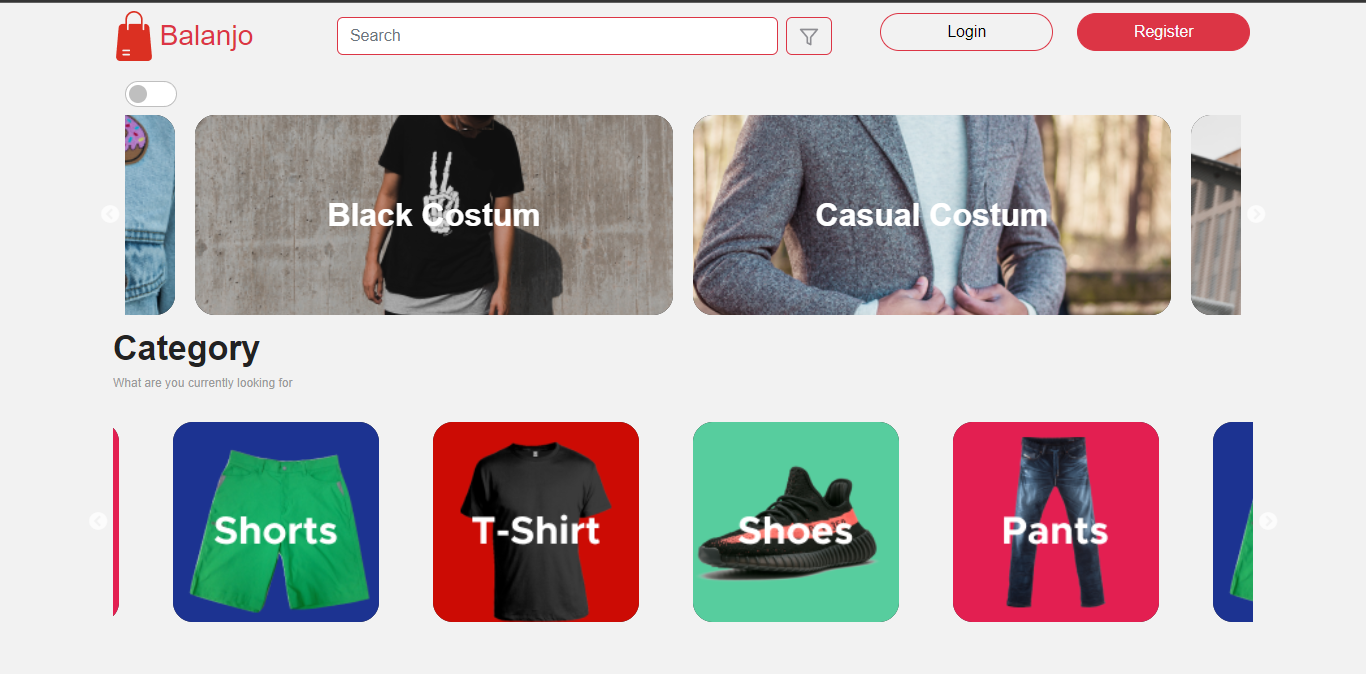 Balanjo
Search
Login
Register
Black Costum
Casual Costum
Category
What are you currently looking for
Shorts
T-Shirt
Shoes
Pants